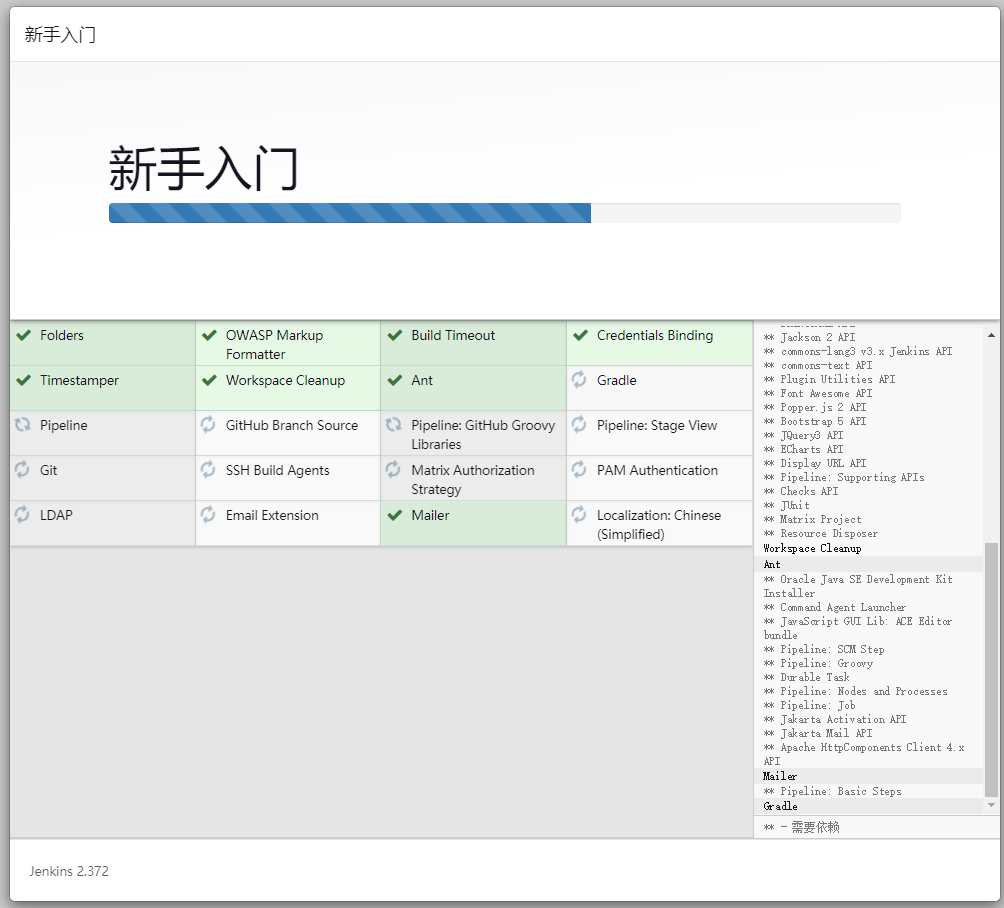 新手入门
新手入门
Folders
OWASP Markup
Formatter
Build Timeout
Credentials Binding
Timestamper
Workspace Cleanup
Ant
Gradle
Pipeline
GitHub Branch Source
Pipeline: GitHub Groovy
Libraries
Pipeline: Stage View
Git
SSH Build Agents
Matrix Authorization
Strategy
PAM Authentication
LDAP
Email Extension
Mailer
Localization: Chinese
(Simplified)
** Jackson 2 API
** commons-lang3 v3.x Jenkins API
** commons-text API
** Plugin Utilities API
** Font Awesome API
** Popper.js 2 API
** Bootstrap 5 API
** JQuery3 API
** ECharts API
** Display URL API
** Pipeline: Supporting APIs
** Checks API
** JUnit
** Matrix Project
** Resource Disposer
Workspace Cleanup
Ant
** Oracle Java SE Development Kit
Installer
** Command Agent Launcher
** JavaScript GUI Lib: ACE Editor
bundle
** Pipeline: SCM Step
** Pipeline: Groovy
** Durable Task
** Pipeline: Nodes and Processes
** Pipeline: Job
** Jakarta Activation API
** Jakarta Mail API
** Apache HttpComponents Client 4.x
API
Mailer
** Pipeline: Basic Steps
Gradle
** - 需要依赖
Jenkins 2.372